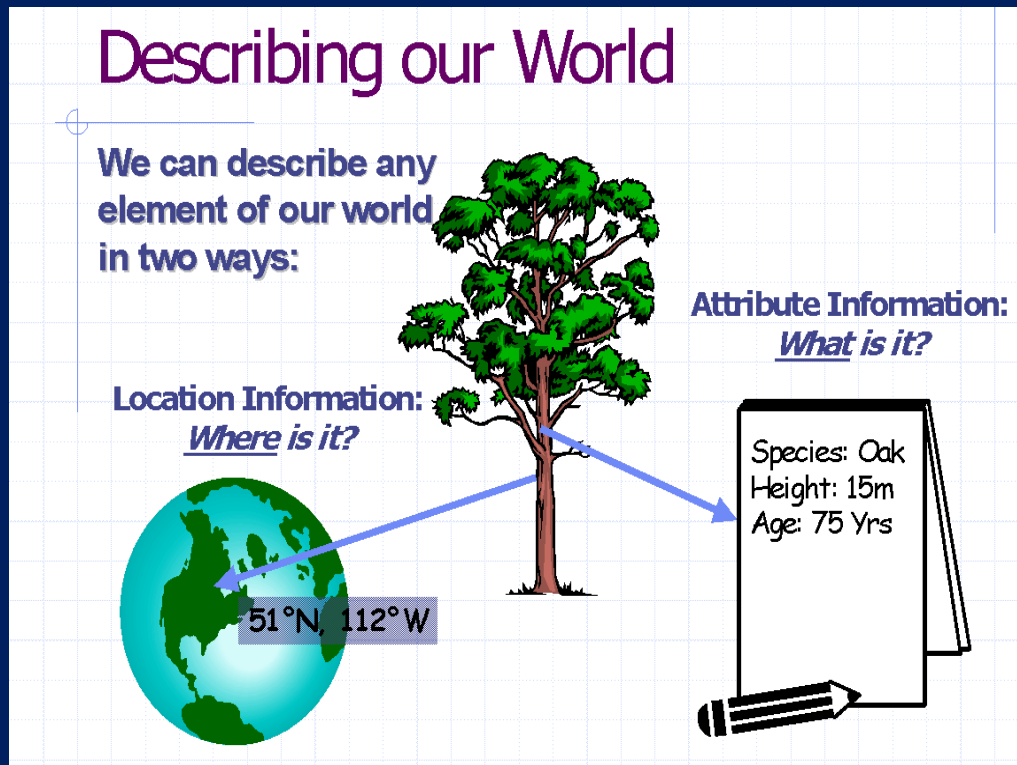 Describing our World
We can describe any
element of our world
in two ways:
Attribute Information:
What is it?
Location Information:
Where is it?
Species: Oak
Height: 15m
Age: 75 Yrs
51°N, 112°W